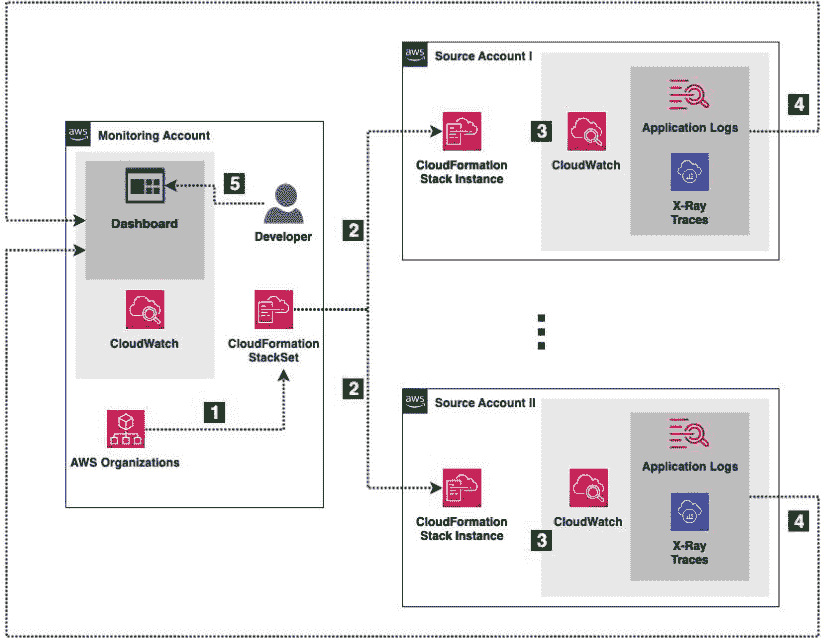 aws
Monitoring Account
Dashboard
5
Developer
CloudWatch
CloudFormation
StackSet
1
AWS Organizations
2
2
aws
Source Account I
CloudFormation
Stack Instance
3
CloudWatch
Application Logs
X-Ray
Traces
4
aws
Source Account II
CloudFormation
Stack Instance
3
CloudWatch
Application Logs
X-Ray
Traces
4